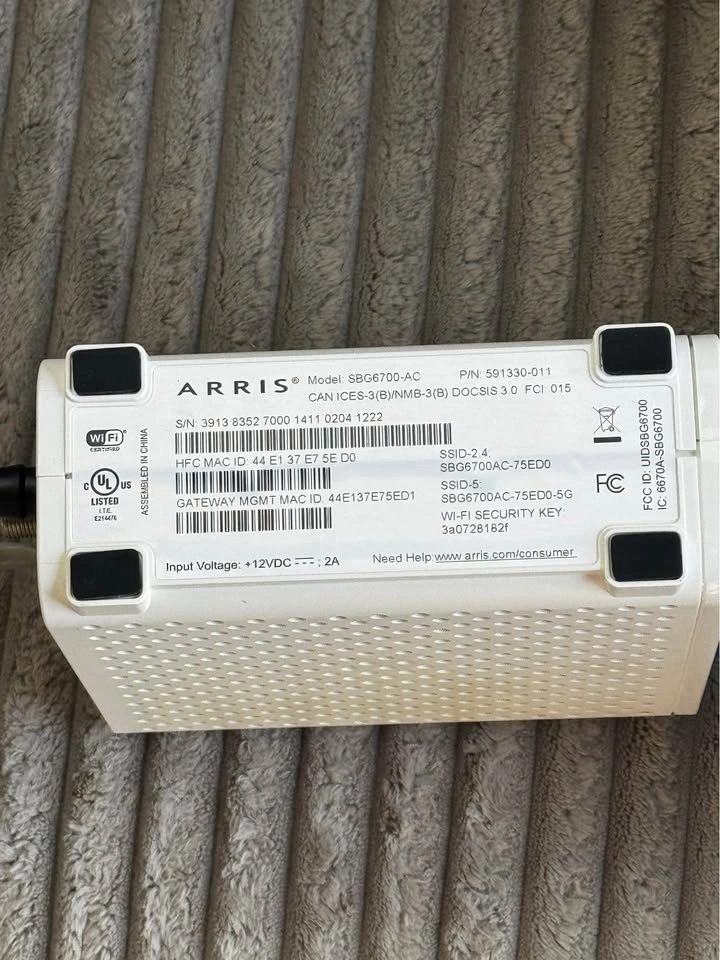 ARRIS® Model: SBG6700-AC P/N: 591330-011
CAN ICES-3(B)/NMB-3(B) DOCSIS 3.0 FCI: 015
S/N: 3913 8352 7000 1411 0204 1222
HFC MAC ID: 44 E1 37 E7 5E D0
GATEWAY MGMT MAC ID: 44E137E75ED1
SSID-2.4:
SBG6700AC-75ED0
SSID-5:
SBG6700AC-75ED0-5G
WI-FI SECURITY KEY:
3a0728182f
Input Voltage: +12VDC ⎓; 2A
Need Help:www.arris.com/consumer
Wi Fi
CERTIFIED
C UL US
LISTED
I.T.E.
E214476
ASSEMBLED IN CHINA
FC
FCC ID: UIDSBG6700
IC: 6670A-SBG6700